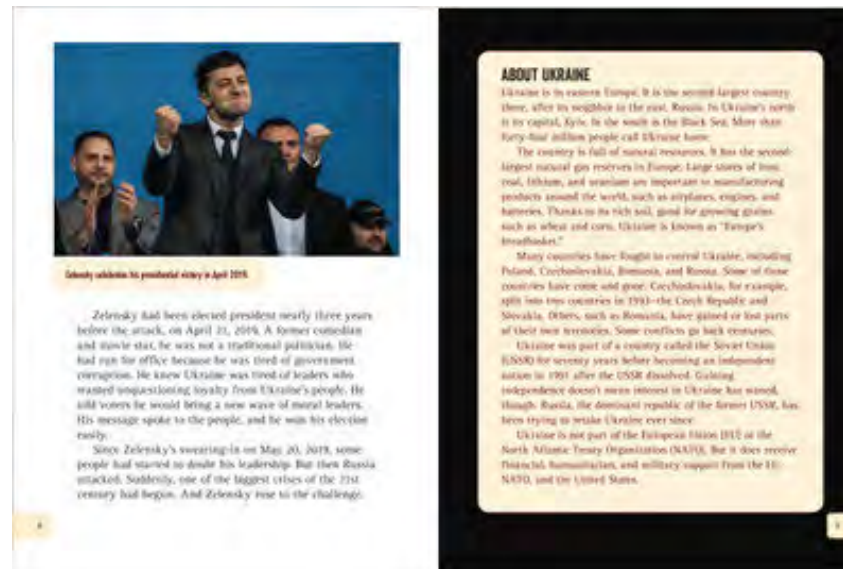 Zelensky celebrates his presidential victory in April 2019.
Zelensky had been elected president nearly three years
before the attack, on April 21, 2019. A former comedian
and movie star, he was not a traditional politician. He
had run for office because he was tired of government
corruption. He knew Ukraine was tired of leaders who
wanted unquestioning loyalty from Ukraine's people. He
told voters he would bring a new wave of moral leaders.
His message spoke to the people, and he won his election
easily.
Since Zelensky's swearing-in on May 20, 2019, some
people had started to doubt his leadership. But then Russia
attacked. Suddenly, one of the biggest crises of the 21st
century had begun. And Zelensky rose to the challenge.
ABOUT UKRAINE
Ukraine is in eastern Europe. It is the second-largest country
there, after its neighbor to the east, Russia. In Ukraine's north
is its capital, Kyiv. In the south is the Black Sea. More than
forty-four million people call Ukraine home.
The country is full of natural resources. It has the second-
largest natural gas reserves in Europe. Large stores of iron,
coal, lithium, and uranium are important to manufacturing
products around the world, such as airplanes, engines, and
batteries. Thanks to its rich soil, good for growing grains
such as wheat and corn, Ukraine is known as "Europe's
breadbasket."
Many countries have fought to control Ukraine, including
Poland, Czechoslovakia, Romania, and Russia. Some of those
countries have come and gone. Czechoslovakia, for example,
split into two countries in 1993—the Czech Republic and
Slovakia. Others, such as Romania, have gained or lost parts
of their own territories. Some conflicts go back centuries.
Ukraine was part of a country called the Soviet Union
(USSR) for seventy years before becoming an independent
nation in 1991 after the USSR dissolved. Gaining
independence doesn't mean interest in Ukraine has waned,
though. Russia, the dominant republic of the former USSR, has
been trying to retake Ukraine ever since.
Ukraine is not part of the European Union (EU) or the
North Atlantic Treaty Organization (NATO). But it does receive
financial, humanitarian, and military support from the EU,
NATO, and the United States.